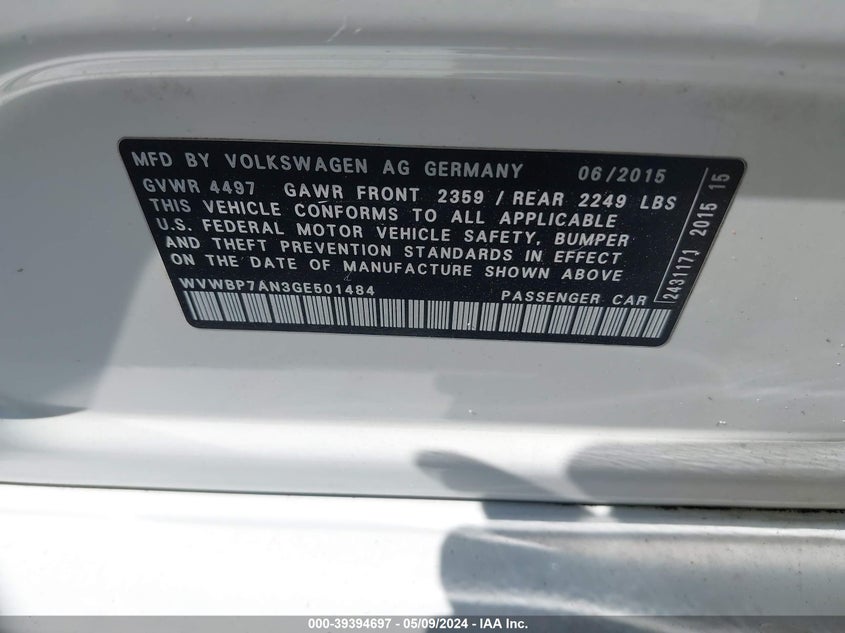 MFD BY VOLKSWAGEN AG GERMANY 06/2015
GVWR 4497 GAWR FRONT 2359 / REAR 2249 LBS
THIS VEHICLE CONFORMS TO ALL APPLICABLE
U.S. FEDERAL MOTOR VEHICLE SAFETY, BUMPER
AND THEFT PREVENTION STANDARDS IN EFFECT
ON THE DATE OF MANUFACTURE SHOWN ABOVE
WVWBP7AN3GE501484 PASSENGER CAR
243117J 2015 15
000-39394697 - 05/09/2024 - IAA Inc.